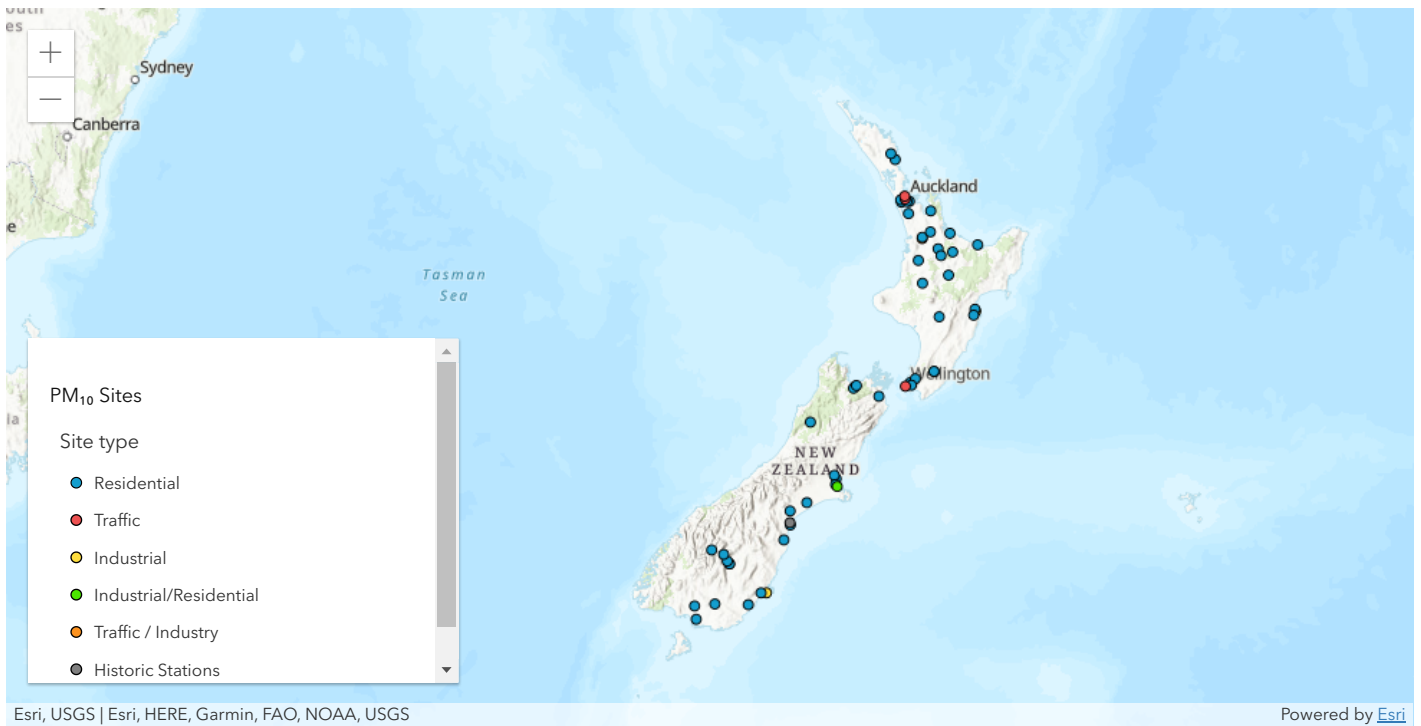 +
Sydney
—
Canberra
Auckland
Tasman
Sea
Wellington
NEW
ZEALAND
PM₁₀ Sites
Site type
Residential
Traffic
Industrial
Industrial/Residential
Traffic / Industry
Historic Stations
Esri, USGS | Esri, HERE, Garmin, FAO, NOAA, USGS
Powered by Esri